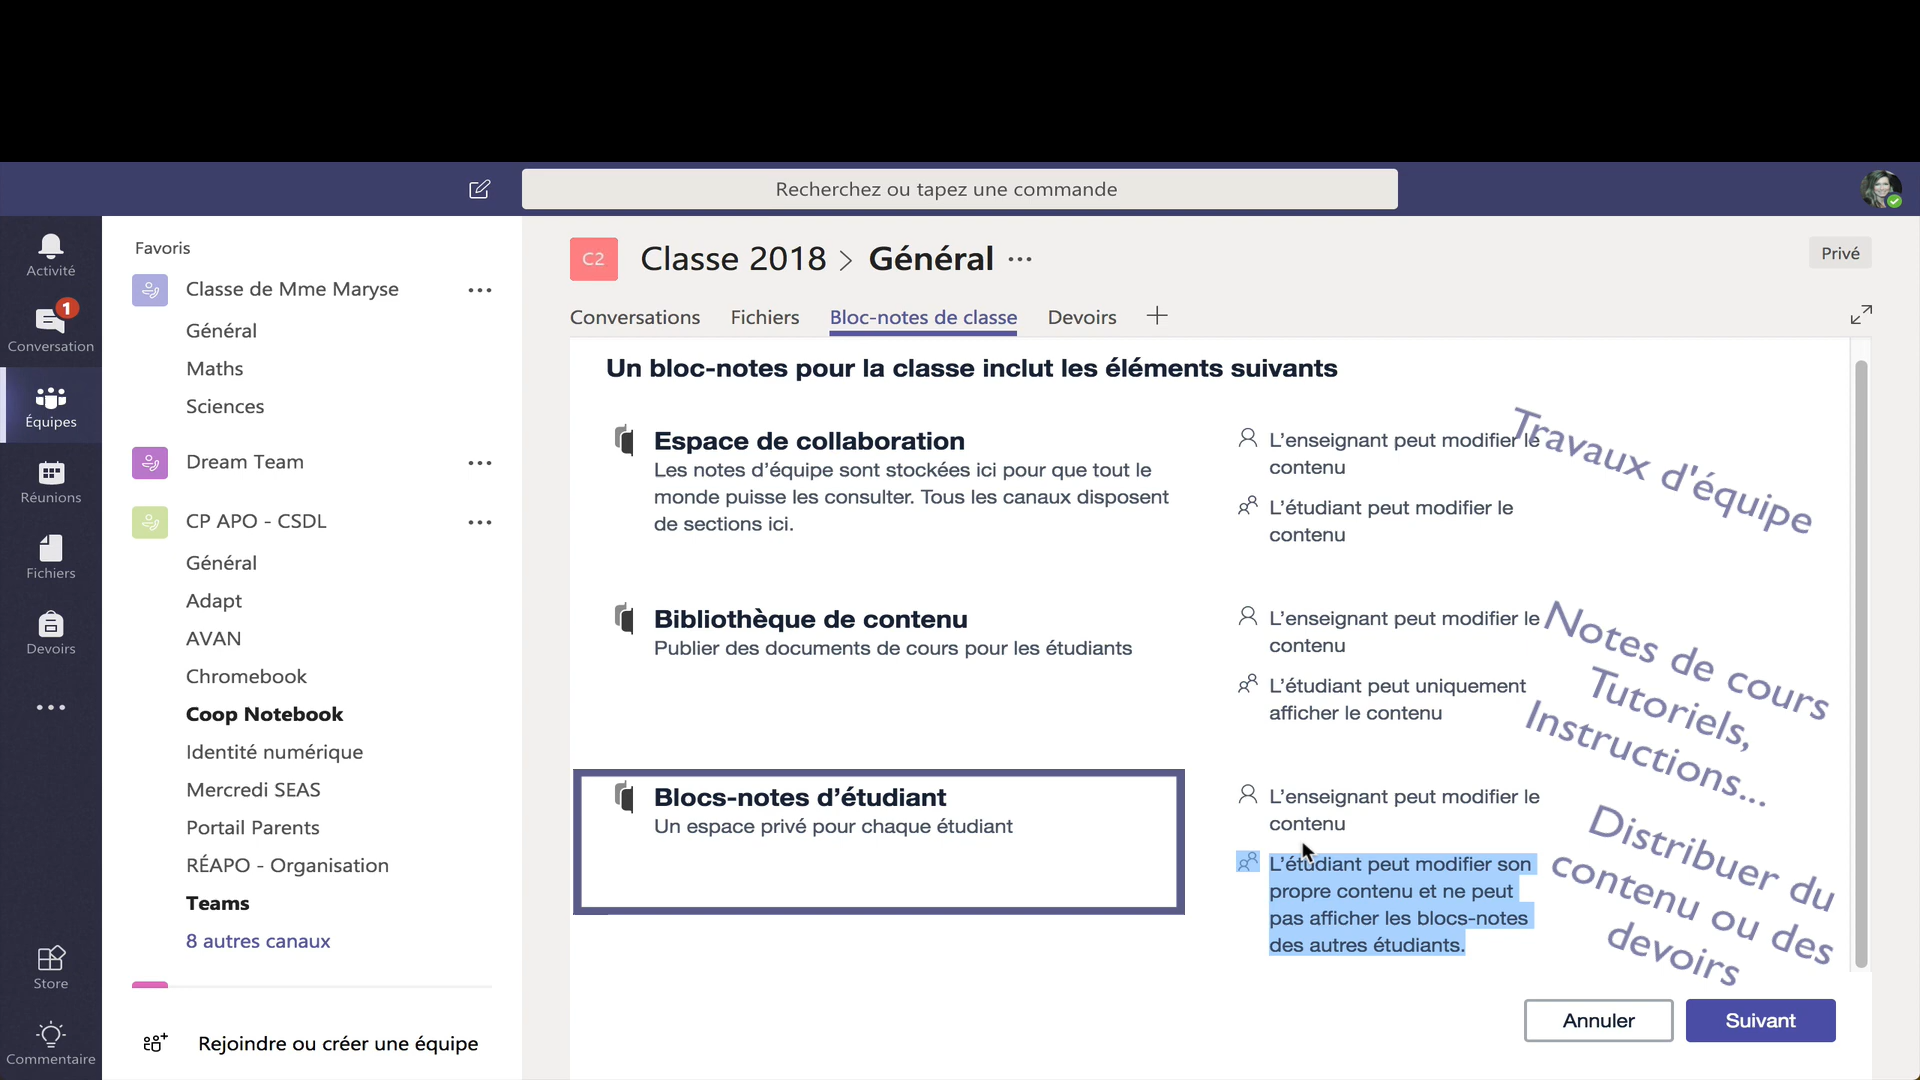 Recherchez ou tapez une commande
Activité
1
Conversation
Équipes
Réunions
Fichiers
Devoirs
Store
Commentaire
Favoris
Classe de Mme Maryse
Général
Maths
Sciences
Dream Team
CP APO - CSDL
Général
Adapt
AVAN
Chromebook
Coop Notebook
Identité numérique
Mercredi SEAS
Portail Parents
RÉAPO - Organisation
Teams
8 autres canaux
Rejoindre ou créer une équipe
C2
Classe 2018 > Général
Privé
Conversations
Fichiers
Bloc-notes de classe
Devoirs
Un bloc-notes pour la classe inclut les éléments suivants
Espace de collaboration
Les notes d’équipe sont stockées ici pour que tout le
monde puisse les consulter. Tous les canaux disposent
de sections ici.
L’enseignant peut modifier le
contenu
L’étudiant peut modifier le
contenu
Travaux d'équipe
Bibliothèque de contenu
Publier des documents de cours pour les étudiants
L’enseignant peut modifier le
contenu
L’étudiant peut uniquement
afficher le contenu
Notes de cours
Tutoriels,
Instructions...
Blocs-notes d’étudiant
Un espace privé pour chaque étudiant
L’enseignant peut modifier le
contenu
L’étudiant peut modifier son
propre contenu et ne peut
pas afficher les blocs-notes
des autres étudiants.
Distribuer du
contenu ou des
devoirs
Annuler
Suivant